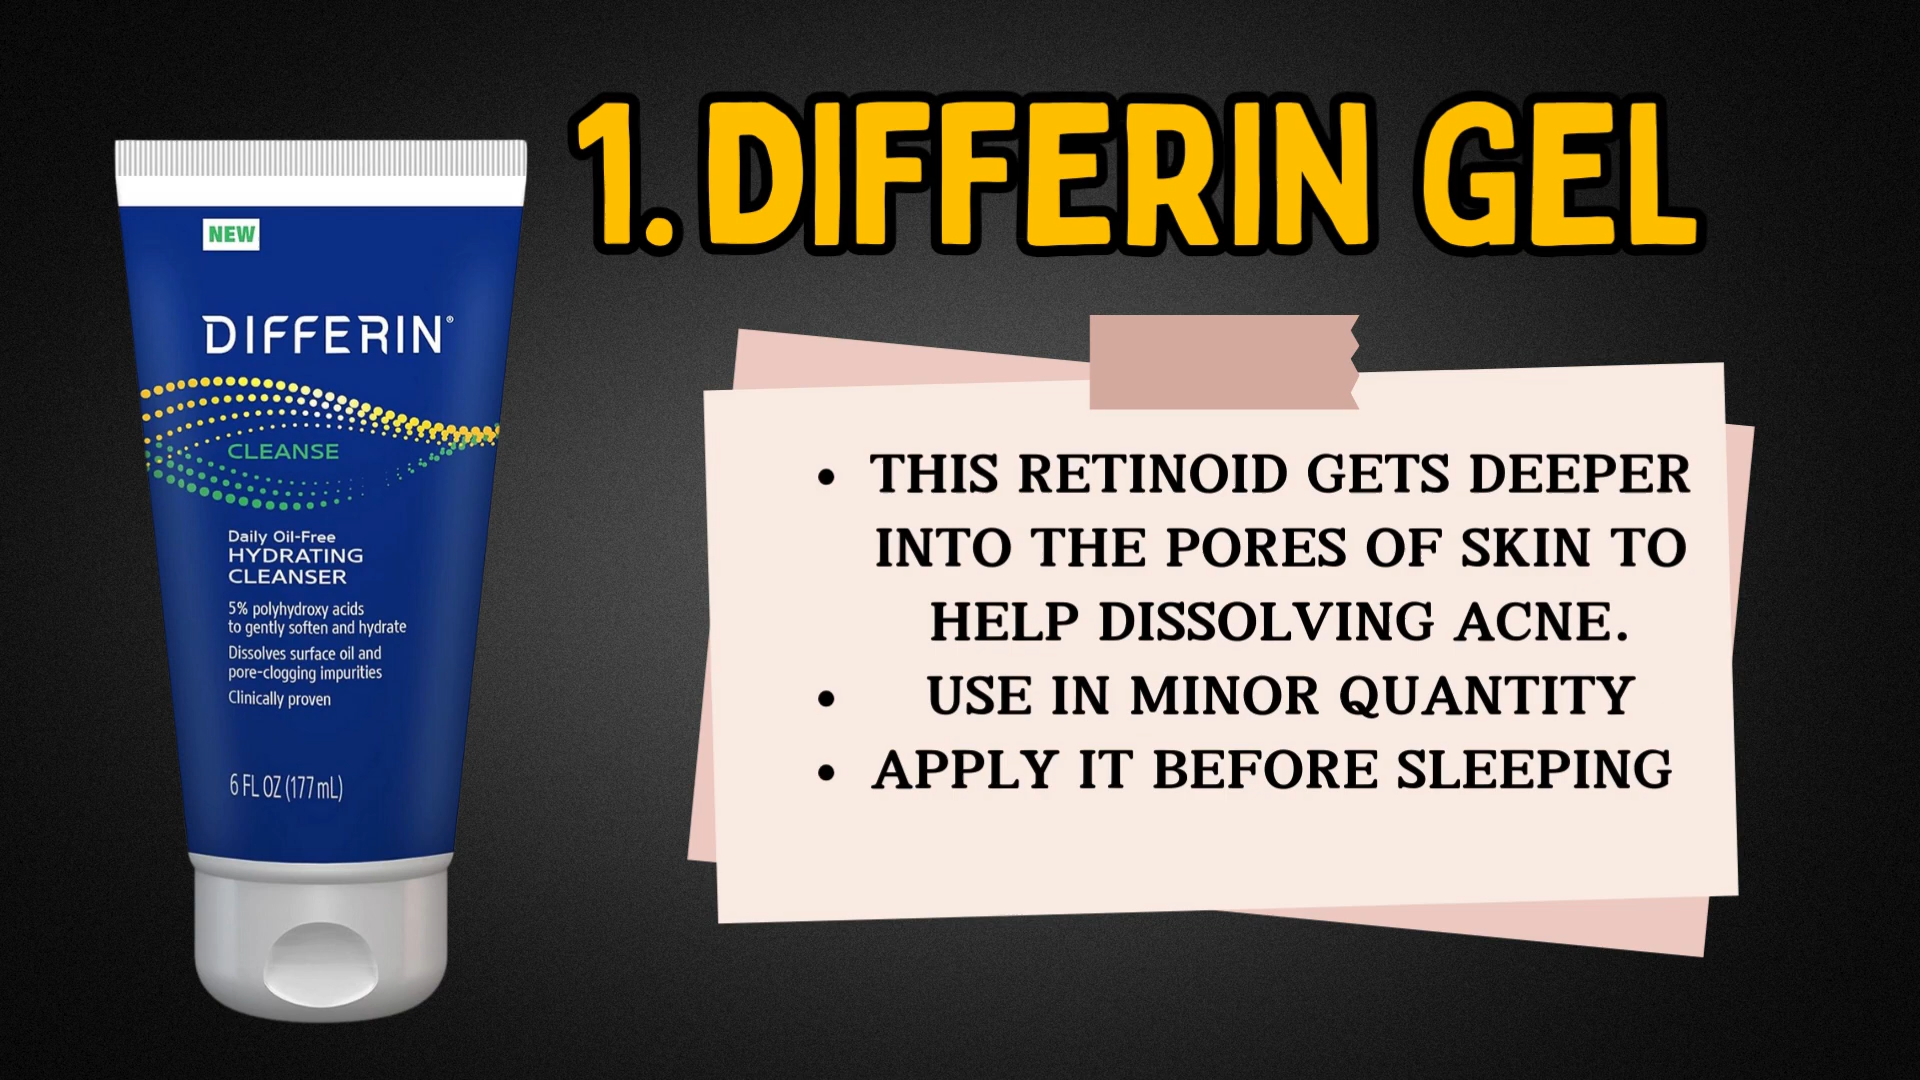 1. DIFFERIN GEL
NEW
DIFFERIN®
CLEANSE
Daily Oil-Free
HYDRATING
CLEANSER
5% polyhydroxy acids
to gently soften and hydrate
Dissolves surface oil and
pore-clogging impurities
Clinically proven
6 FL OZ (177 mL)
• THIS RETINOID GETS DEEPER
INTO THE PORES OF SKIN TO
HELP DISSOLVING ACNE.
• USE IN MINOR QUANTITY
• APPLY IT BEFORE SLEEPING